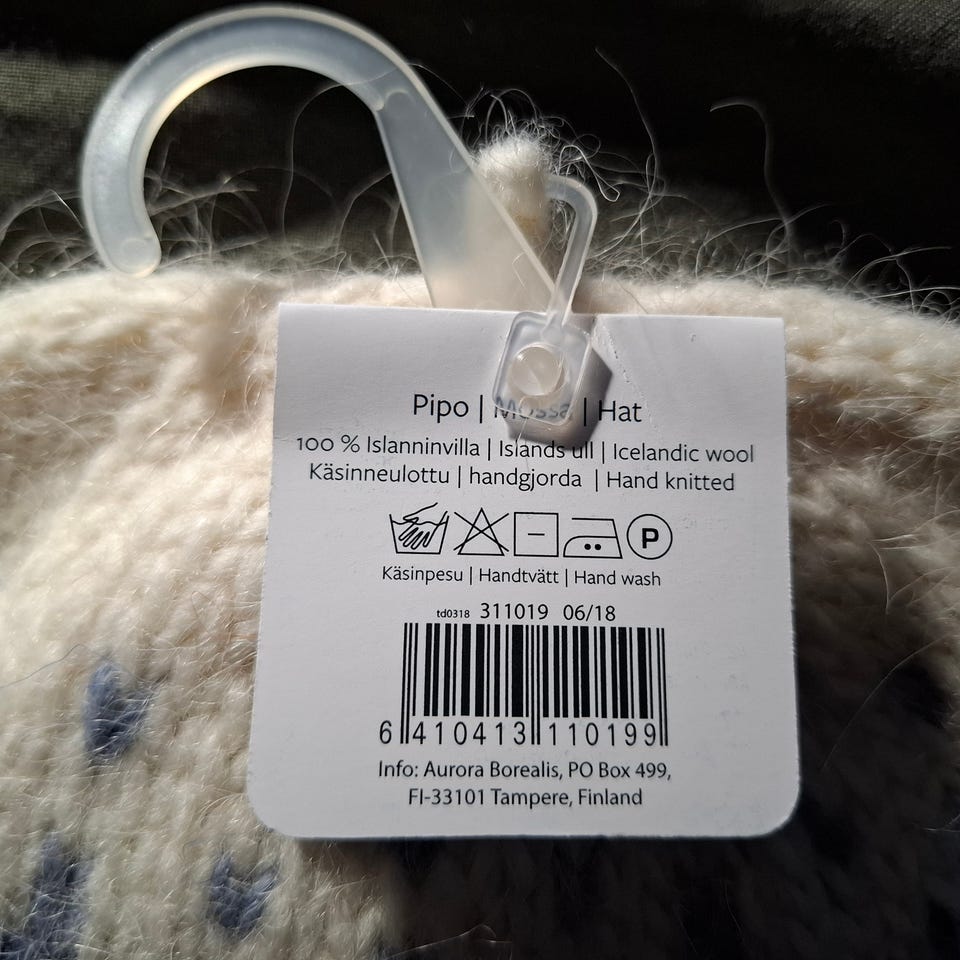 Pipo | Mössa | Hat
100 % Islanninvilla | Islands ull | Icelandic wool
Käsinneulottu | handgjorda | Hand knitted
P
Käsinpesu | Handtvätt | Hand wash
td0318 311019 06/18
6 410413 110199
Info: Aurora Borealis, PO Box 499,
FI-33101 Tampere, Finland